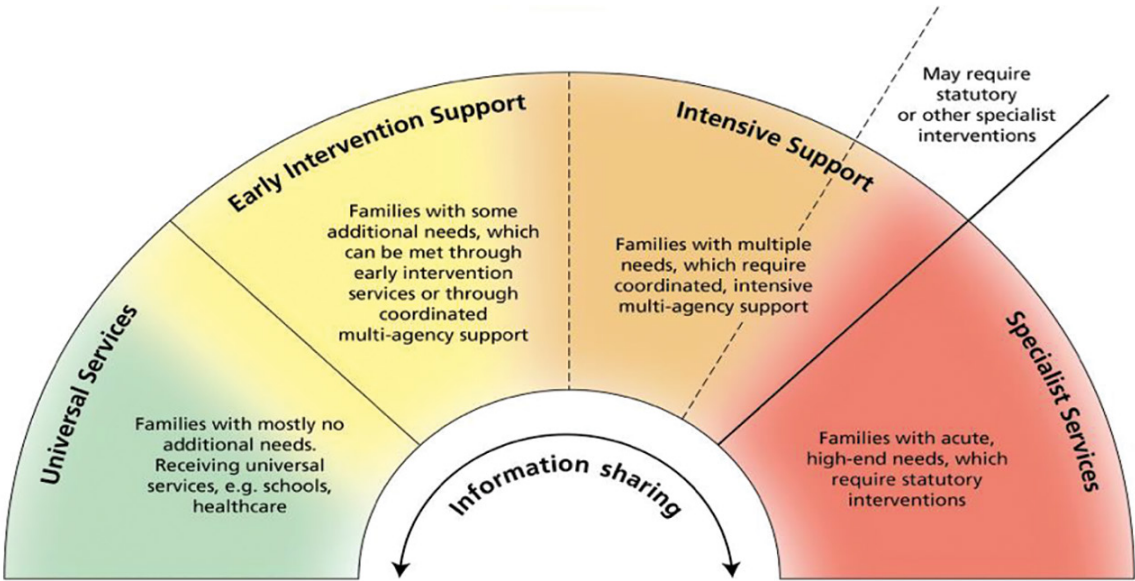 Universal Services
Families with mostly no
additional needs.
Receiving universal
services, e.g. schools,
healthcare
Early Intervention Support
Families with some
additional needs, which
can be met through
early intervention
services or through
coordinated
multi-agency support
Intensive Support
Families with multiple
needs, which require
coordinated, intensive
multi-agency support
May require
statutory
or other specialist
interventions
Specialist Services
Families with acute,
high-end needs, which
require statutory
interventions
Information sharing